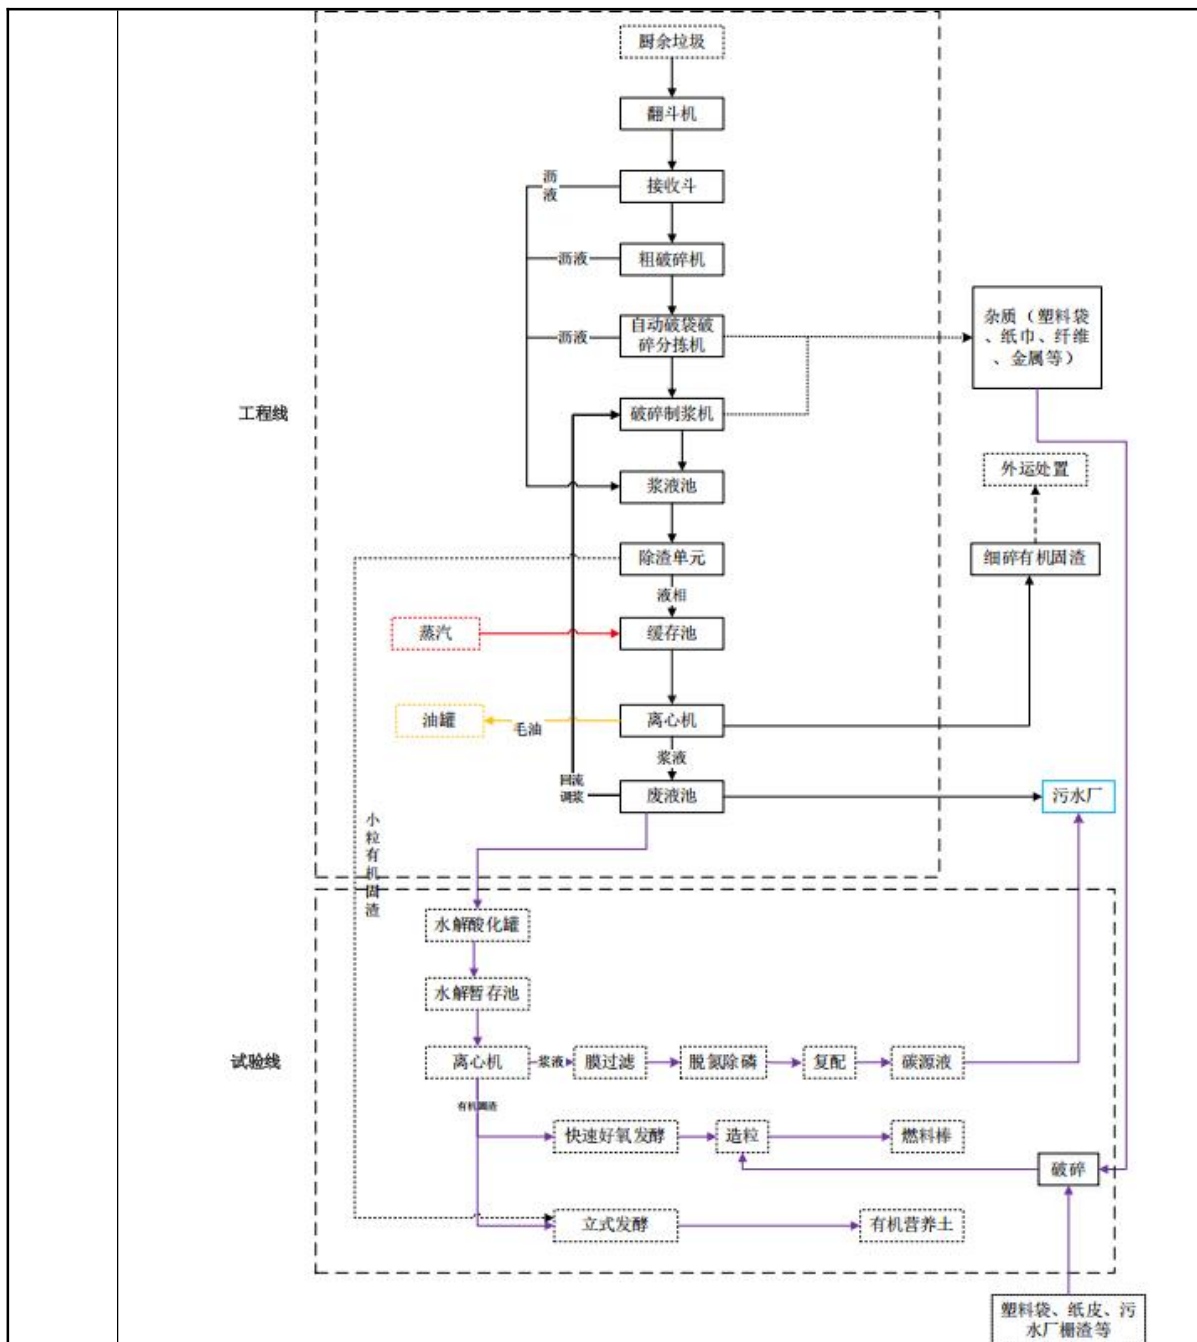 厨余垃圾
翻斗机
沥
液
接收斗
沥液
粗破碎机
沥液
自动破袋破
碎分拣机
杂质（塑料袋
、纸巾、纤维
、金属等）
工程线
破碎制浆机
外运处置
浆液池
除渣单元
细碎有机固渣
液相
蒸汽
缓存池
油罐
毛油
离心机
浆液
回流
调浆
废液池
污水厂
小
粒
有
机
固
渣
水解酸化罐
水解暂存池
试验线
离心机
浆液
膜过滤
脱氮除磷
复配
碳源液
有机固渣
快速好氧发酵
造粒
燃料棒
破碎
立式发酵
有机营养土
塑料袋、纸皮、污
水厂栅渣等